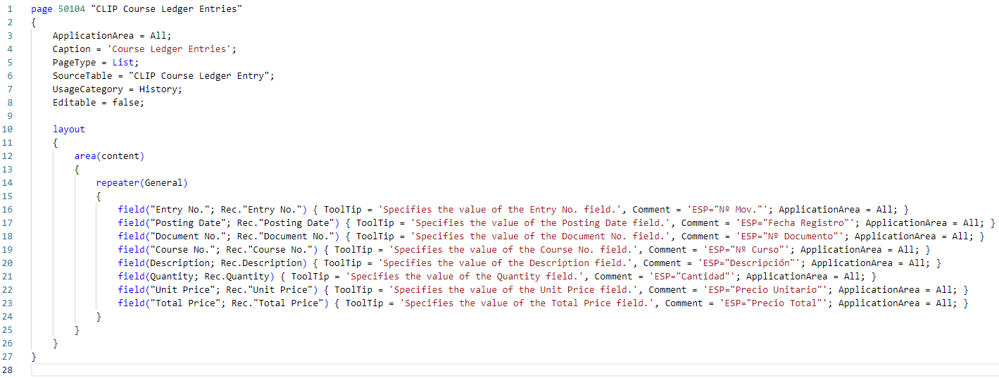 1 page 50104 "CLIP Course Ledger Entries"
2 {
3 ApplicationArea = All;
4 Caption = 'Course Ledger Entries';
5 PageType = List;
6 SourceTable = "CLIP Course Ledger Entry";
7 UsageCategory = History;
8 Editable = false;
9
10 layout
11 {
12 area(content)
13 {
14 repeater(General)
15 {
16 field("Entry No."; Rec."Entry No.") { ToolTip = 'Specifies the value of the Entry No. field.', Comment = 'ESP="Nº Mov."'; ApplicationArea = All; }
17 field("Posting Date"; Rec."Posting Date") { ToolTip = 'Specifies the value of the Posting Date field.', Comment = 'ESP="Fecha Registro"'; ApplicationArea = All; }
18 field("Document No."; Rec."Document No.") { ToolTip = 'Specifies the value of the Document No. field.', Comment = 'ESP="Nº Documento"'; ApplicationArea = All; }
19 field("Course No."; Rec."Course No.") { ToolTip = 'Specifies the value of the Course No. field.', Comment = 'ESP="Nº Curso"'; ApplicationArea = All; }
20 field(Description; Rec.Description) { ToolTip = 'Specifies the value of the Description field.', Comment = 'ESP="Descripción"'; ApplicationArea = All; }
21 field(Quantity; Rec.Quantity) { ToolTip = 'Specifies the value of the Quantity field.', Comment = 'ESP="Cantidad"'; ApplicationArea = All; }
22 field("Unit Price"; Rec."Unit Price") { ToolTip = 'Specifies the value of the Unit Price field.', Comment = 'ESP="Precio Unitario"'; ApplicationArea = All; }
23 field("Total Price"; Rec."Total Price") { ToolTip = 'Specifies the value of the Total Price field.', Comment = 'ESP="Precio Total"'; ApplicationArea = All; }
24 }
25 }
26 }
27 }
28